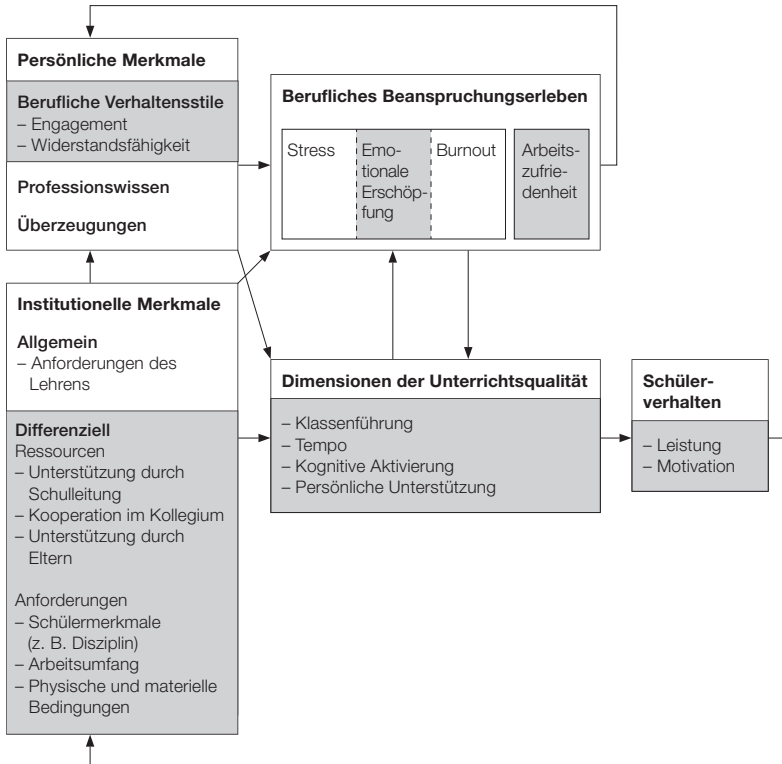 Persönliche Merkmale
Berufliche Verhaltensstile
– Engagement
– Widerstandsfähigkeit
Professionswissen
Überzeugungen
Berufliches Beanspruchungserleben
Stress
Emo-
tionale
Erschöp-
fung
Burnout
Arbeits-
zufrie-
denheit
Institutionelle Merkmale
Allgemein
– Anforderungen des
Lehrens
Differenziell
Ressourcen
– Unterstützung durch
Schulleitung
– Kooperation im Kollegium
– Unterstützung durch
Eltern
Anforderungen
– Schülermerkmale
(z. B. Disziplin)
– Arbeitsumfang
– Physische und materielle
Bedingungen
Dimensionen der Unterrichtsqualität
– Klassenführung
– Tempo
– Kognitive Aktivierung
– Persönliche Unterstützung
Schüler-
verhalten
– Leistung
– Motivation